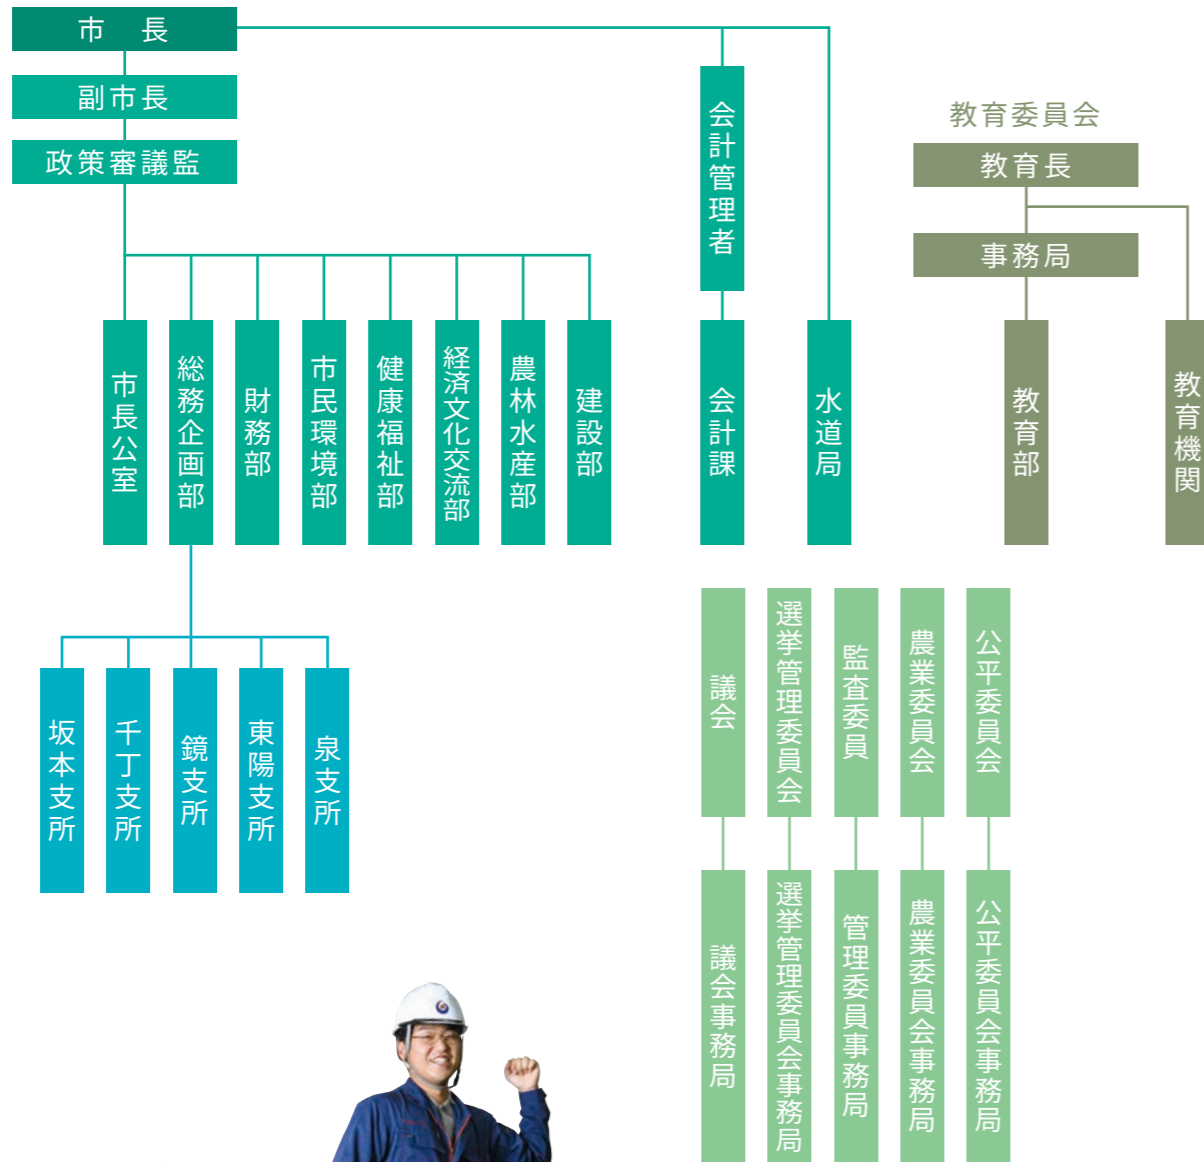 市　長
副市長
政策審議監
会計管理者
教育委員会
教育長
事務局
市長公室
総務企画部
財務部
市民環境部
健康福祉部
経済文化交流部
農林水産部
建設部
会計課
水道局
教育部
教育機関
坂本支所
千丁支所
鏡支所
東陽支所
泉支所
議会
選挙管理委員会
監査委員
農業委員会
公平委員会
議会事務局
選挙管理委員会事務局
管理委員事務局
農業委員会事務局
公平委員会事務局